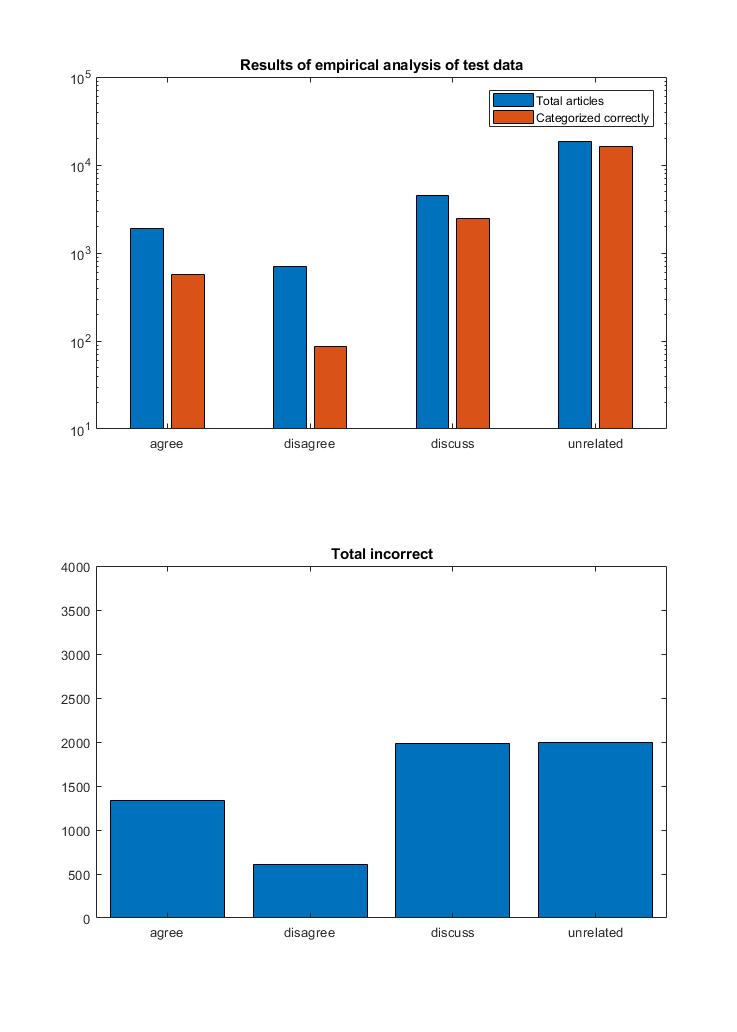 Results of empirical analysis of test data
10^5
10^4
10^3
10^2
10^1
Total articles
Categorized correctly
agree disagree discuss unrelated
Total incorrect
4000
3500
3000
2500
2000
1500
1000
500
0
agree disagree discuss unrelated